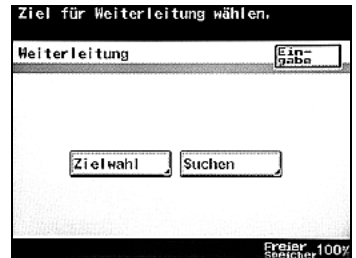 Ziel für Weiterleitung wählen.
Weiterleitung
Ein-
gabe
Zielwahl
Suchen
Freier
Speicher 100%